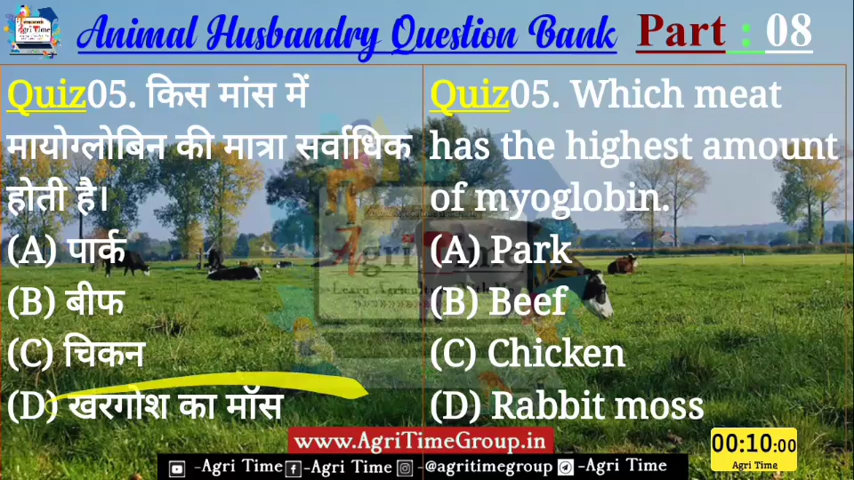 Animal Husbandry Question Bank Part : 08
Quiz05. किस मांस में
मायोग्लोबिन की मात्रा सर्वाधिक
होती है।
(A) पार्क
(B) बीफ
(C) चिकन
(D) खरगोश का मॉस
Quiz05. Which meat
has the highest amount
of myoglobin.
(A) Park
(B) Beef
(C) Chicken
(D) Rabbit moss
Agri Time
www.AgriTimeGroup.in
00:10:00
Agri Time
-Agri Time -Agri Time -@agritimegroup -Agri Time